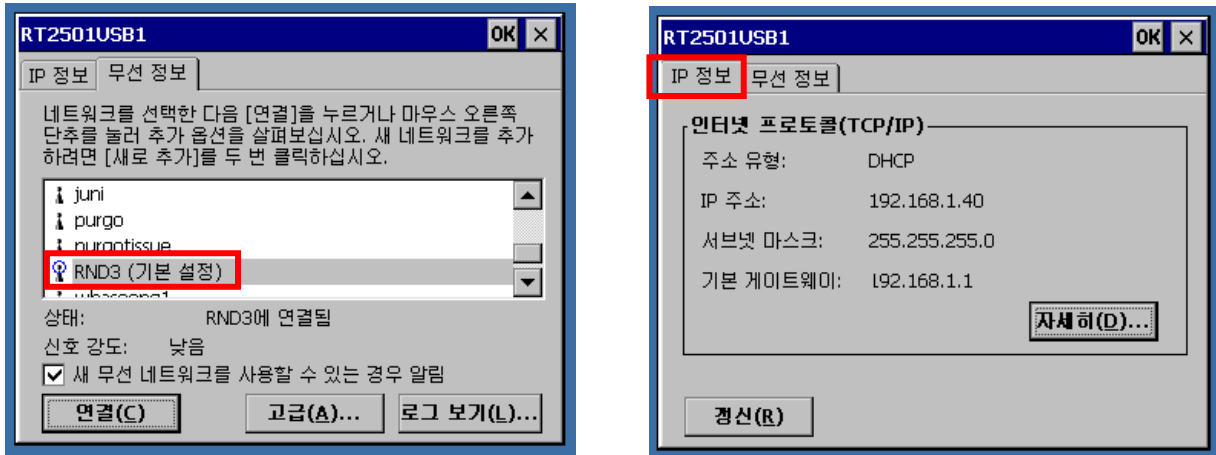 RT2501USB1 OK ×
IP 정보 무선 정보
네트워크를 선택한 다음 [연결]을 누르거나 마우스 오른쪽
단추를 눌러 추가 옵션을 살펴보십시오. 새 네트워크를 추가
하려면 [새로 추가]를 두 번 클릭하십시오.
juni
purgo
purgotissue
RND3 (기본 설정)
상태: RND3에 연결됨
신호 강도: 낮음
새 무선 네트워크를 사용할 수 있는 경우 알림
연결(C) 고급(A)... 로그 보기(L)...
RT2501USB1 OK ×
IP 정보 무선 정보
인터넷 프로토콜(TCP/IP)
주소 유형: DHCP
IP 주소: 192.168.1.40
서브넷 마스크: 255.255.255.0
기본 게이트웨이: 192.168.1.1
자세히(D)...
갱신(R)